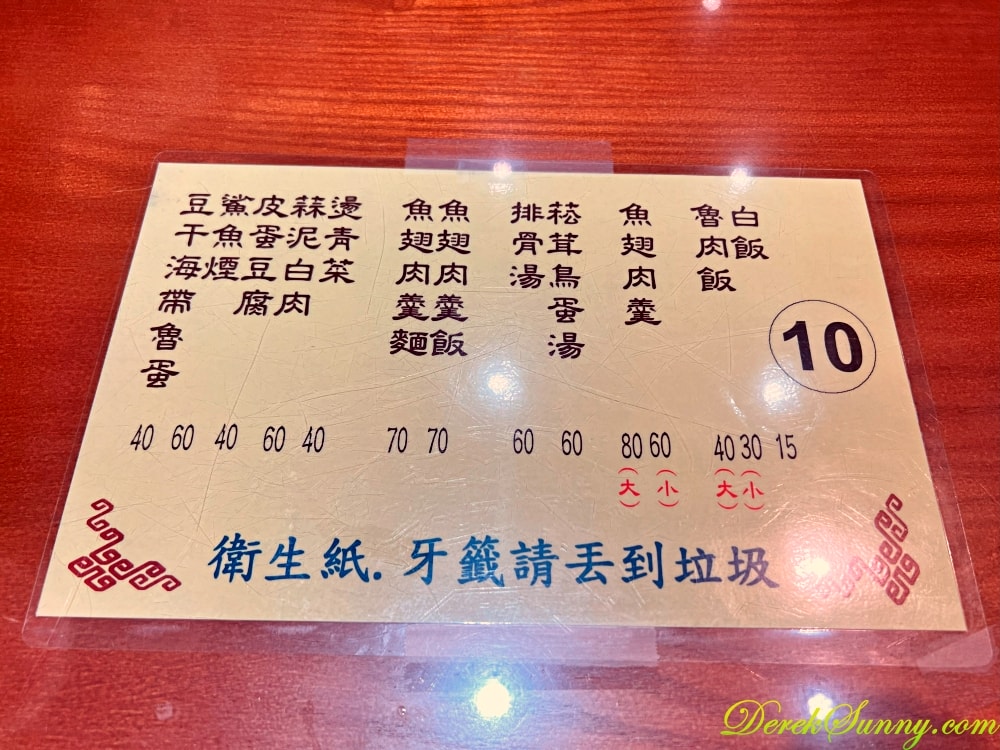 白飯
魯肉飯
魚翅肉羹
菘茸鳥蛋湯
排骨湯
魚翅肉羹飯
魚翅肉羹麵
燙青菜
蒜泥白肉
皮蛋豆腐
鯊魚煙
豆干海帶魯蛋
10
40 60 40 60 40 70 70 60 60 80 60 40 30 15
(大) (小) (大) (小)
衛生紙.牙籤請丟到垃圾
DerekSunny.com